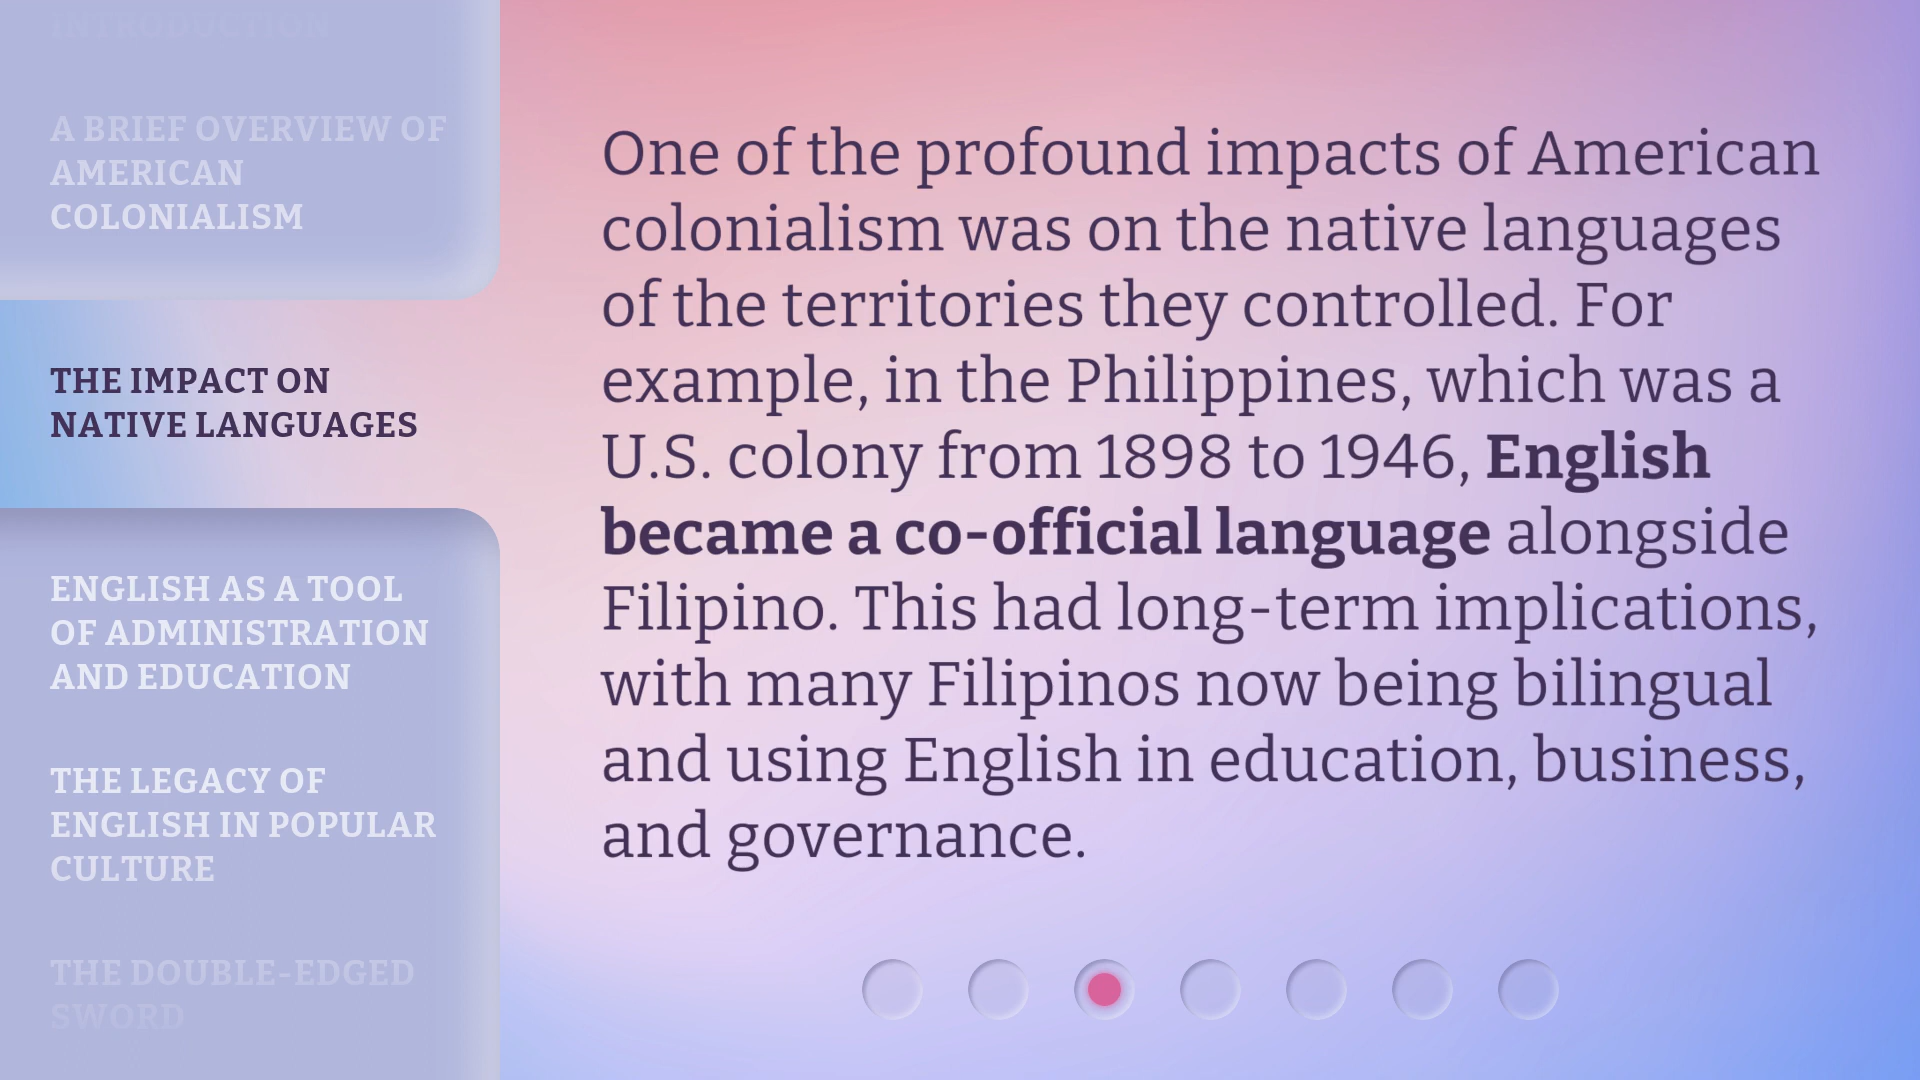 INTRODUCTION
A BRIEF OVERVIEW OF
AMERICAN
COLONIALISM
THE IMPACT ON
NATIVE LANGUAGES
ENGLISH AS A TOOL
OF ADMINISTRATION
AND EDUCATION
THE LEGACY OF
ENGLISH IN POPULAR
CULTURE
THE DOUBLE-EDGED
SWORD
One of the profound impacts of American
colonialism was on the native languages
of the territories they controlled. For
example, in the Philippines, which was a
U.S. colony from 1898 to 1946, English
became a co-official language alongside
Filipino. This had long-term implications,
with many Filipinos now being bilingual
and using English in education, business,
and governance.